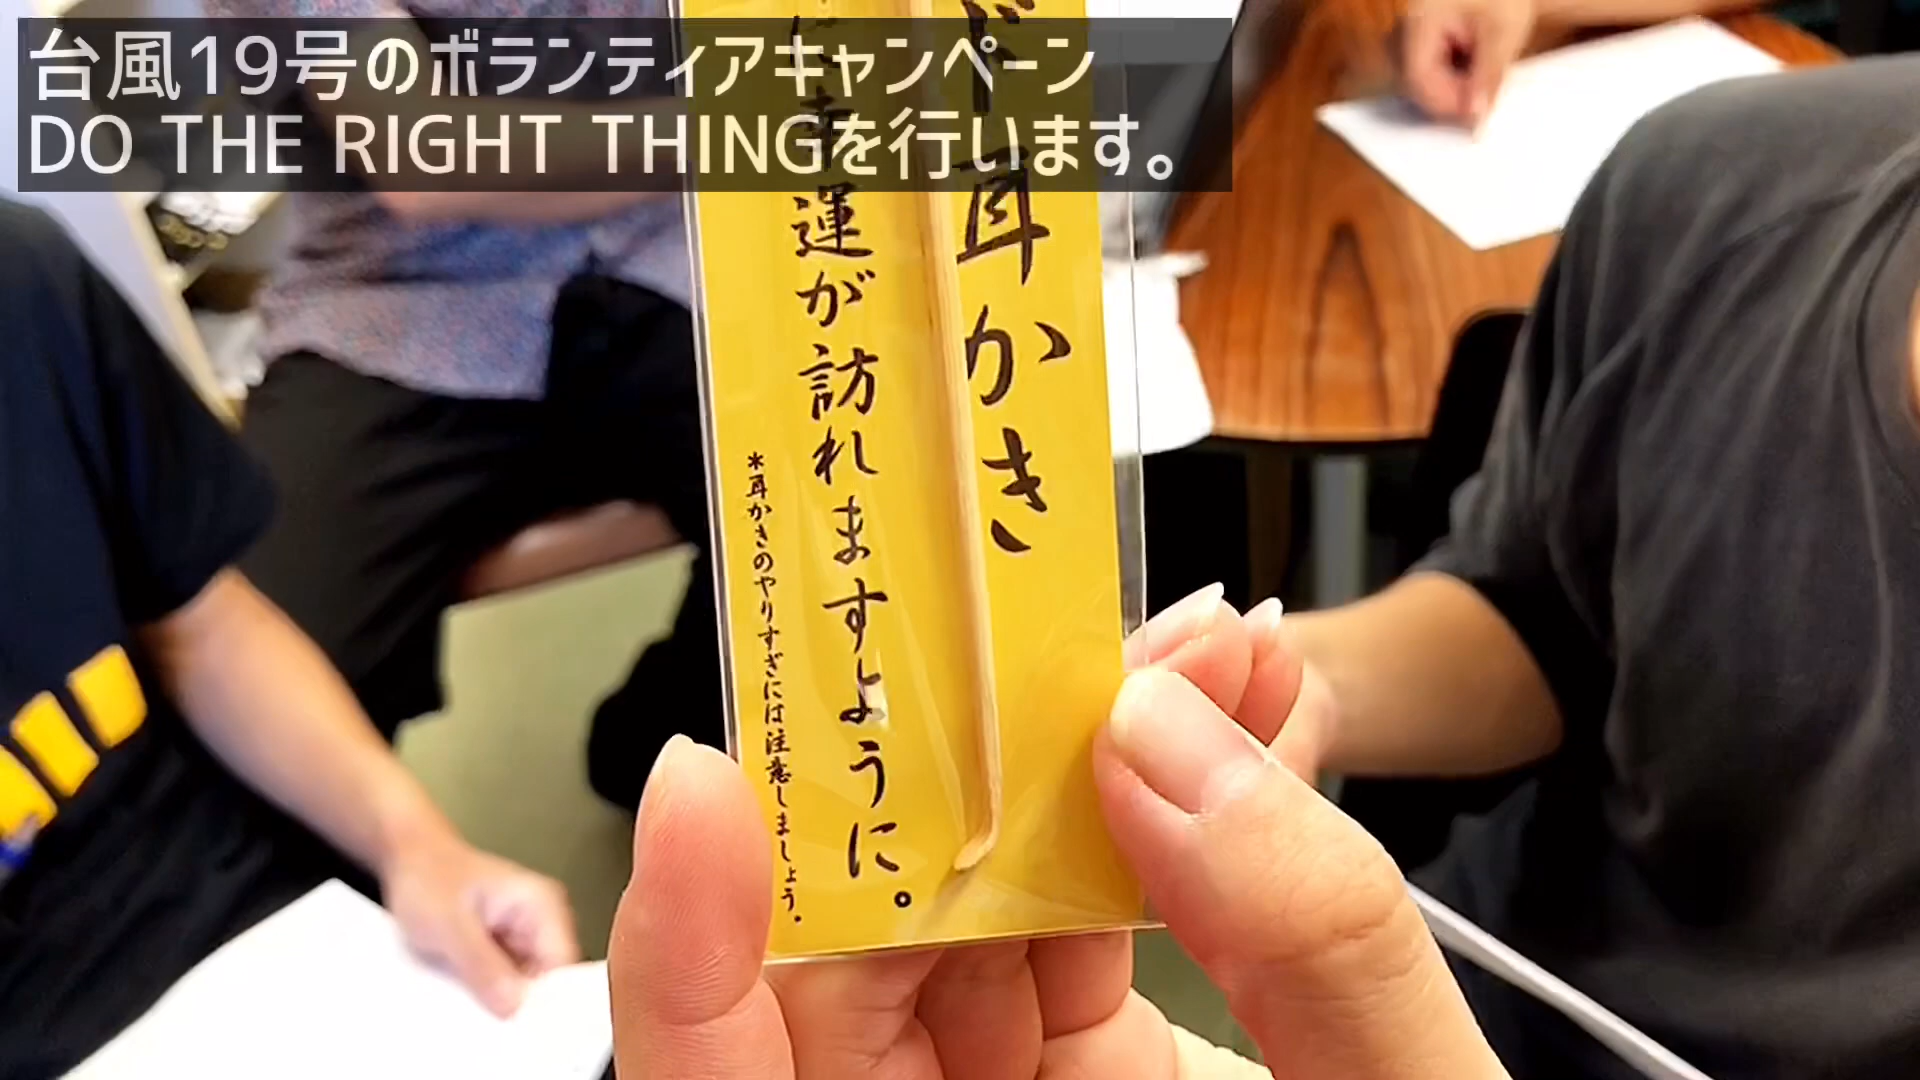 台風19号のボランティアキャンペーン
DO THE RIGHT THINGを行います。
ド耳かき
に幸運が訪れますように。
*耳かきのやりすぎには注意しましょう。